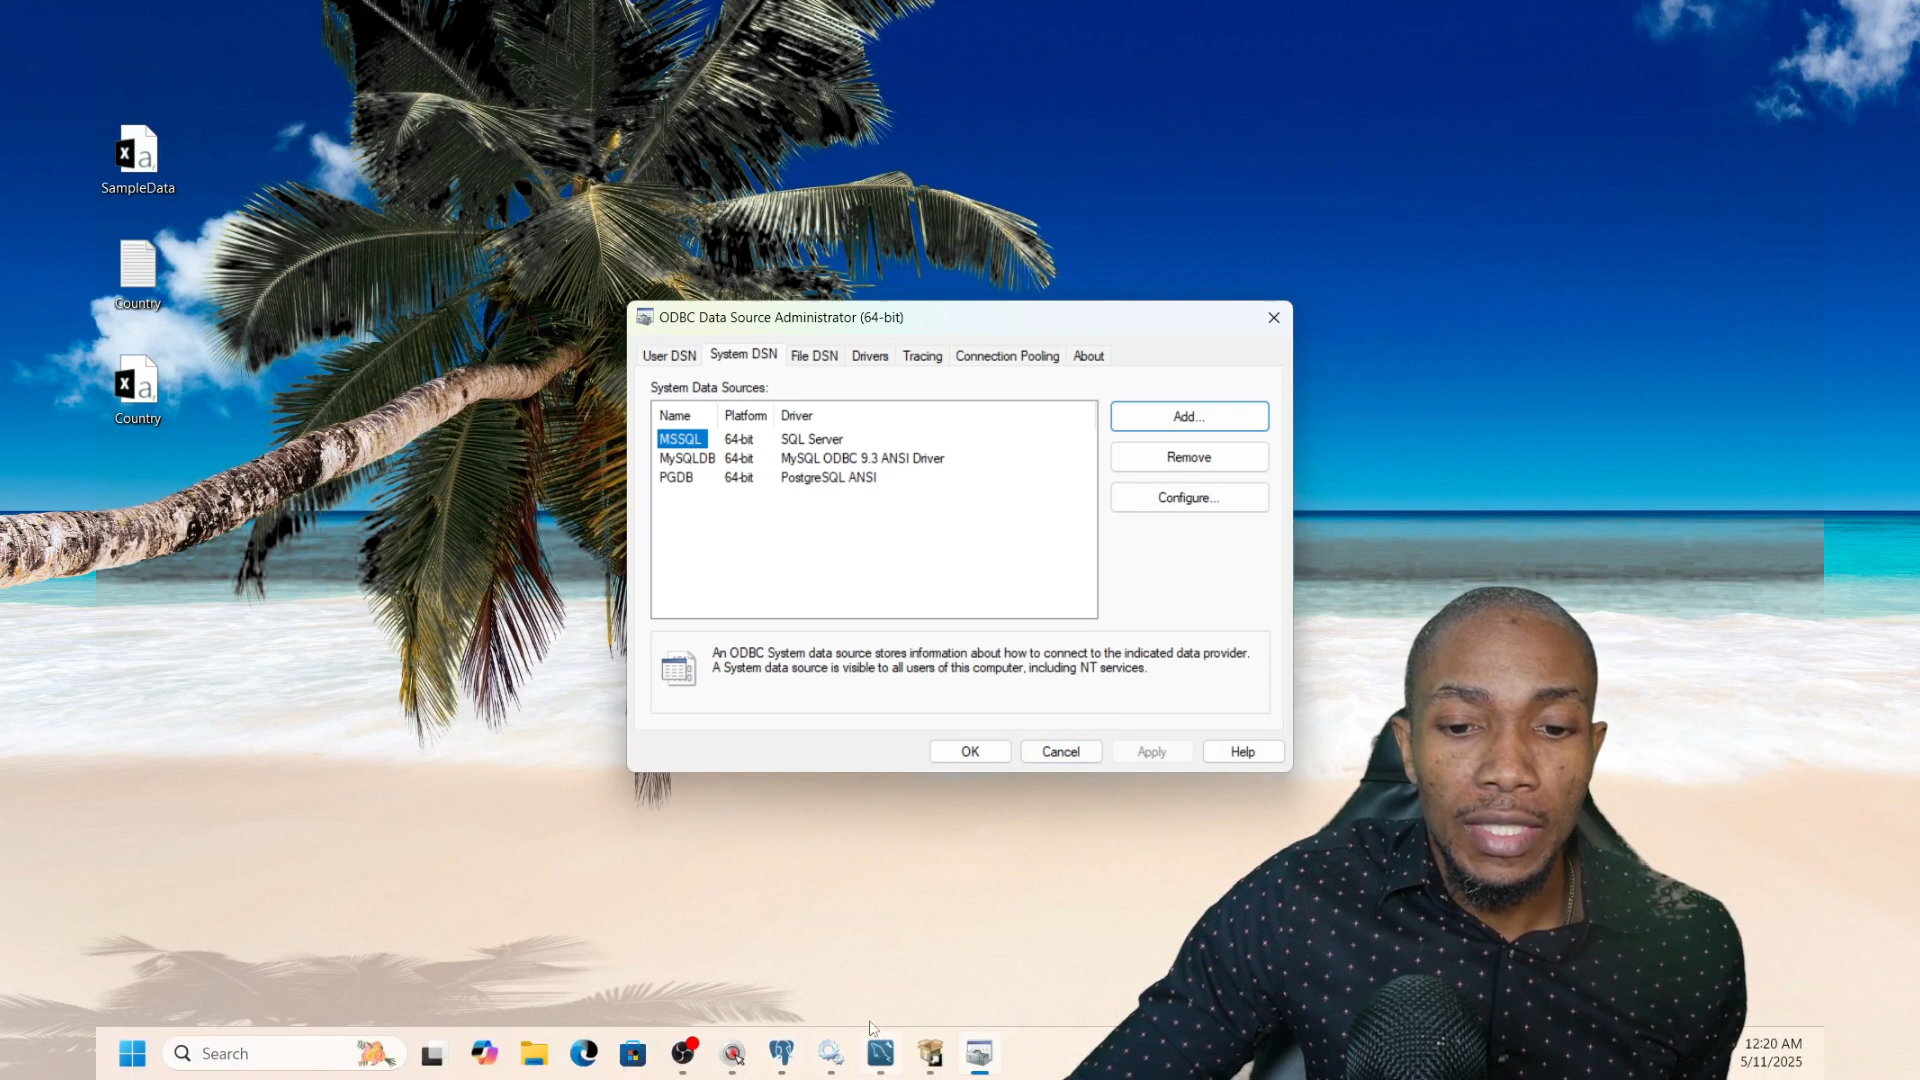 SampleData
Country
Country
ODBC Data Source Administrator (64-bit)
User DSN System DSN File DSN Drivers Tracing Connection Pooling About
System Data Sources:
Name Platform Driver
MSSQL 64-bit SQL Server
MySQLDB 64-bit MySQL ODBC 9.3 ANSI Driver
PGDB 64-bit PostgreSQL ANSI
Add...
Remove
Configure...
An ODBC System data source stores information about how to connect to the indicated data provider.
A System data source is visible to all users of this computer, including NT services.
OK Cancel Apply Help
Search
12:20 AM
5/11/2025